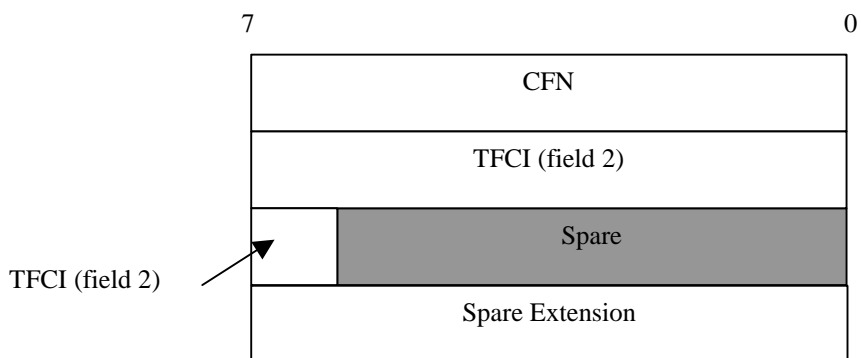 7 0
CFN
TFCI (field 2)
Spare
TFCI (field 2)
Spare Extension